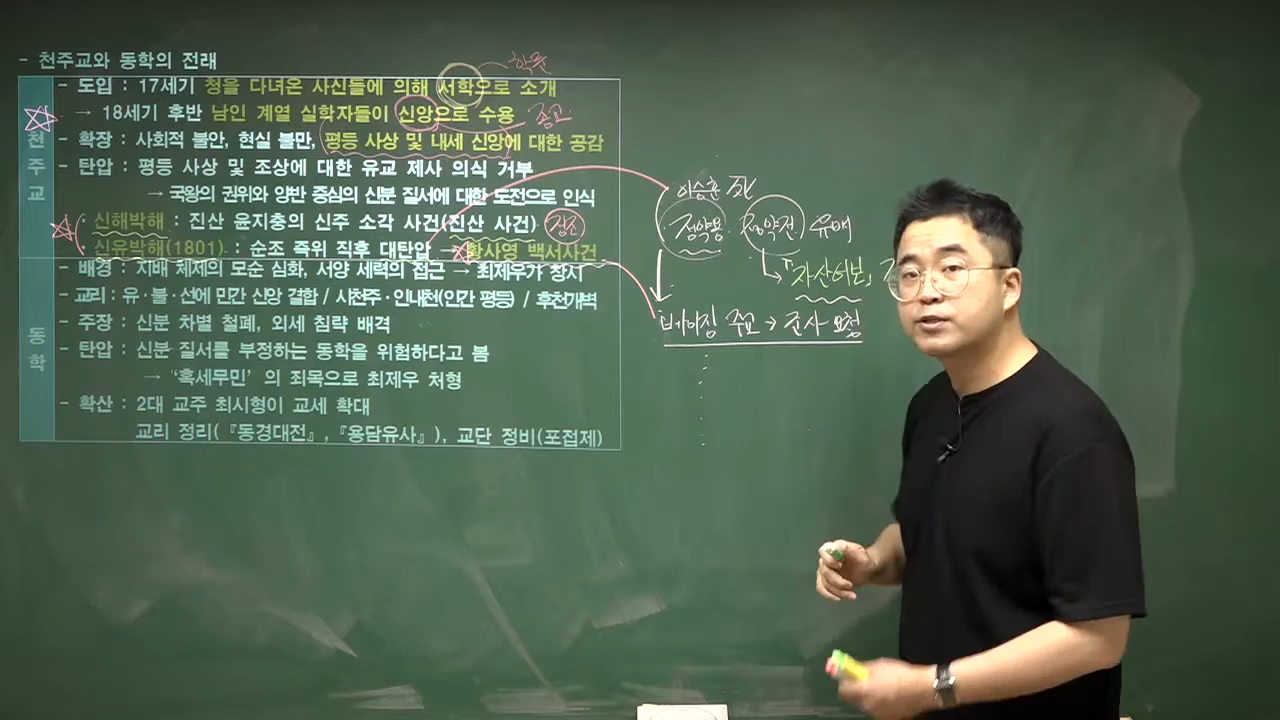 - 천주교와 동학의 전래
천주교
- 도입 : 17세기 청을 다녀온 사신들에 의해 서학으로 소개
학문
→ 18세기 후반 남인 계열 실학자들이 신앙으로 수용
종교
- 확장 : 사회적 불안, 현실 불만, 평등 사상 및 내세 신앙에 대한 공감
- 탄압 : 평등 사상 및 조상에 대한 유교 제사 의식 거부
→ 국왕의 권위와 양반 중심의 신분 질서에 대한 도전으로 인식
신해박해 : 진산 윤지충의 신주 소각 사건(진산 사건)
정조
신유박해(1801) : 순조 즉위 직후 대탄압 → 황사영 백서사건
동학
- 배경 : 지배 체제의 모순 심화, 서양 세력의 접근 → 최제우가 창시
- 교리 : 유·불·선에 민간 신앙 결합 / 시천주·인내천(인간 평등) / 후천개벽
- 주장 : 신분 차별 철폐, 외세 침략 배격
- 탄압 : 신분 질서를 부정하는 동학을 위험하다고 봄
→ "혹세무민"의 죄목으로 최제우 처형
- 확산 : 2대 교주 최시형이 교세 확대
교리 정리(『동경대전』, 『용담유사』), 교단 정비(포접제)
이승훈
정약용 정약전 유배
「자산어보」
베이징 주교 → 군사 요청